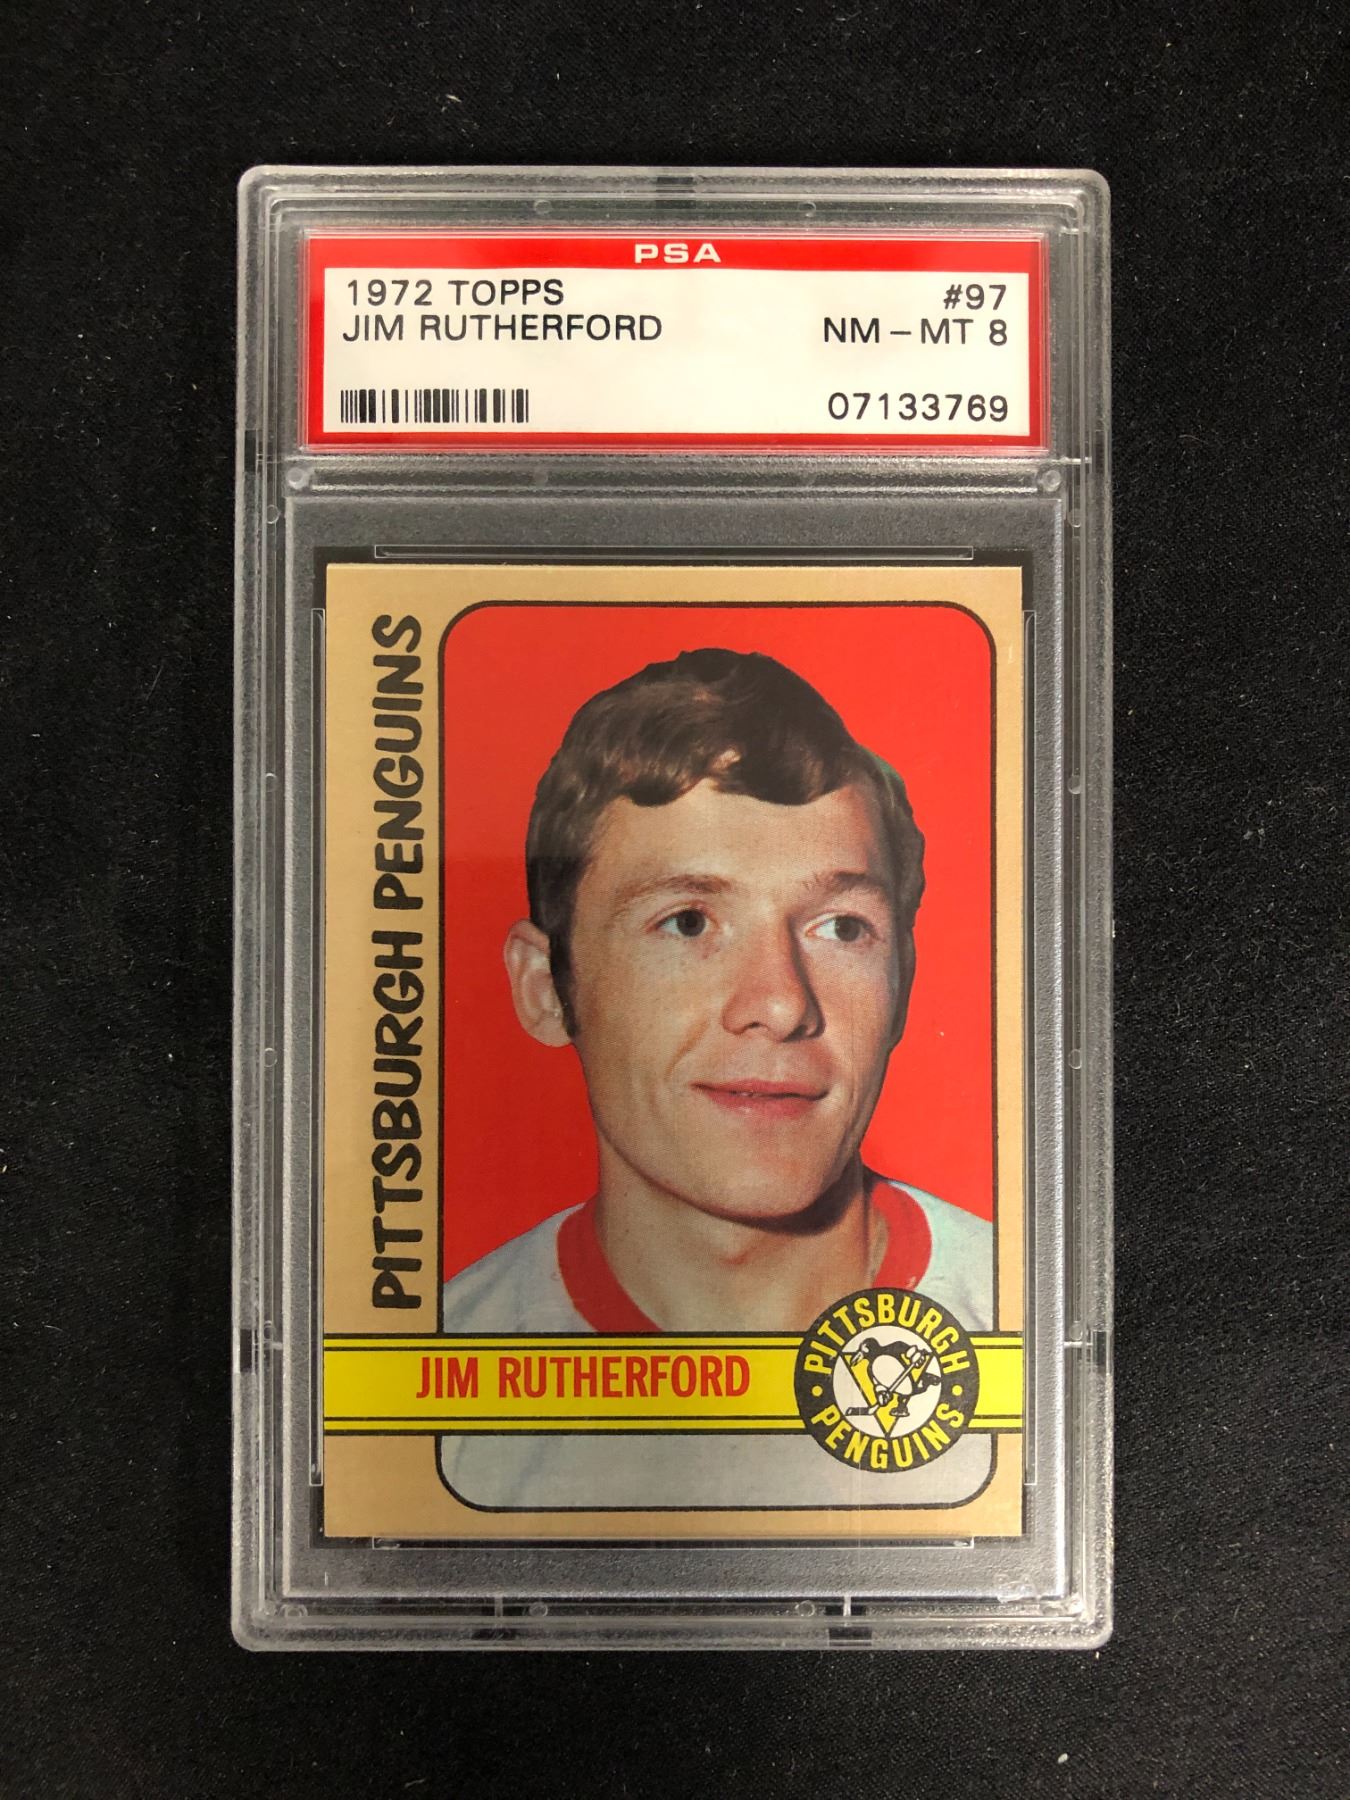 PSA
1972 TOPPS #97
JIM RUTHERFORD NM-MT 8
07133769
PITTSBURGH PENGUINS
JIM RUTHERFORD
PITTSBURGH
PENGUINS